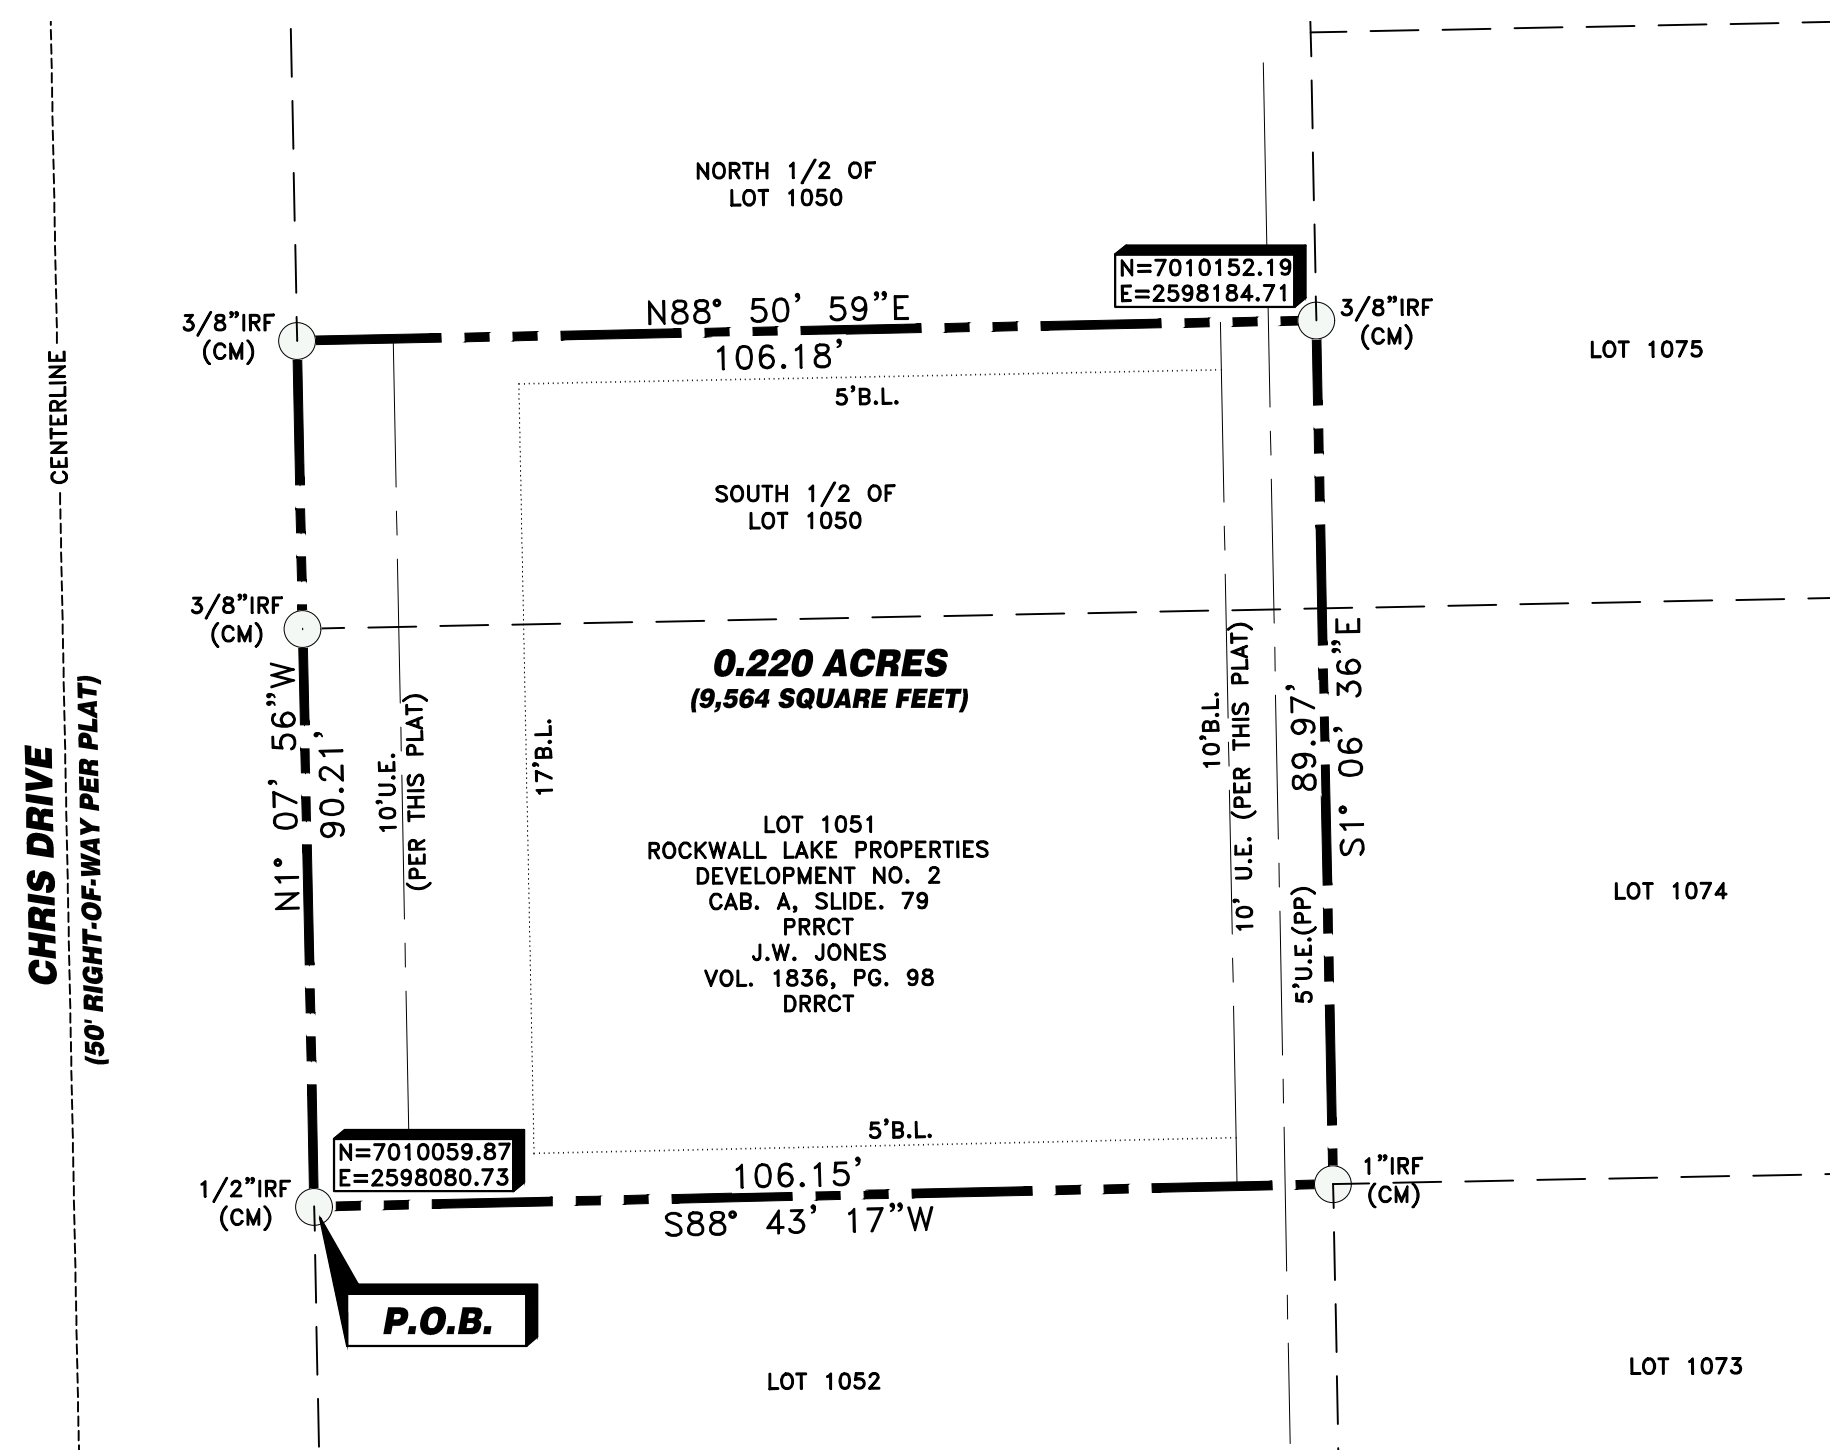 NORTH 1/2 OF
LOT 1050
N=7010152.19
E=2598184.71
3/8"IRF
(CM)
N88° 50' 59"E
106.18'
3/8"IRF
(CM)
LOT 1075
5'B.L.
CENTERLINE
SOUTH 1/2 OF
LOT 1050
3/8"IRF
(CM)
0.220 ACRES
(9,564 SQUARE FEET)
CHRIS DRIVE
(50' RIGHT-OF-WAY PER PLAT)
N1° 07' 56"W
90.21'
10'U.E.
(PER THIS PLAT)
17'B.L.
10'B.L.
10' U.E. (PER THIS PLAT)
89.97'
S1° 06' 36"E
5'U.E.(PP)
LOT 1051
ROCKWALL LAKE PROPERTIES
DEVELOPMENT NO. 2
CAB. A, SLIDE. 79
PRRCT
J.W. JONES
VOL. 1836, PG. 98
DRRCT
LOT 1074
5'B.L.
N=7010059.87
E=2598080.73
1/2"IRF
(CM)
106.15'
S88° 43' 17"W
1"IRF
(CM)
P.O.B.
LOT 1052
LOT 1073